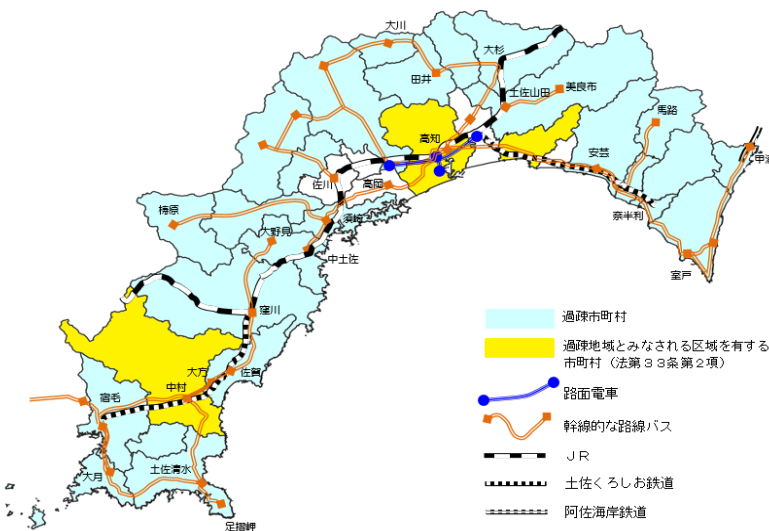 大川
大杉
田井
土佐山田
美良市
馬路
高知
安芸
甲浦
佐川
高岡
梼原
須崎
大野見
奈半利
中土佐
室戸
窪川
過疎市町村
過疎地域とみなされる区域を有する
市町村（法第３３条第２項）
大方
佐賀
中村
路面電車
宿毛
幹線的な路線バス
ＪＲ
大月
土佐清水
土佐くろしお鉄道
足摺岬
阿佐海岸鉄道